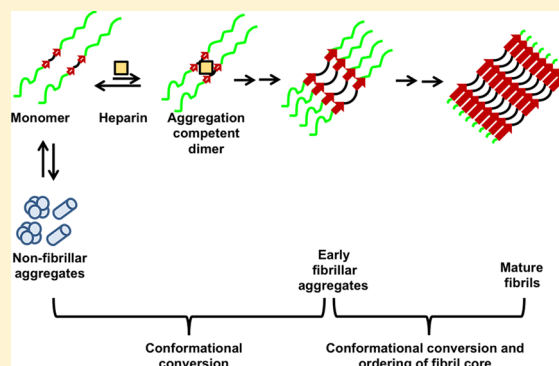 Monomer
Heparin
Aggregation
competent
dimer
Non-fibrillar
aggregates
Early
fibrillar
aggregates
Mature
fibrils
Conformational
conversion
Conformational conversion and
ordering of fibril core